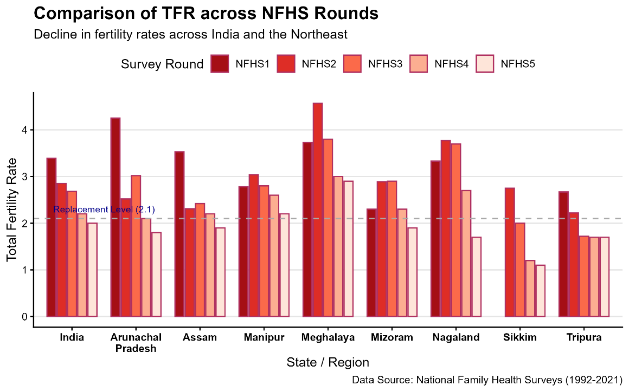 Comparison of TFR across NFHS Rounds
Decline in fertility rates across India and the Northeast
Survey Round NFHS1 NFHS2 NFHS3 NFHS4 NFHS5
Total Fertility Rate
4
3
Replacement Level (2.1)
2
1
0
India Arunachal Pradesh Assam Manipur Meghalaya Mizoram Nagaland Sikkim Tripura
State / Region
Data Source: National Family Health Surveys (1992-2021)